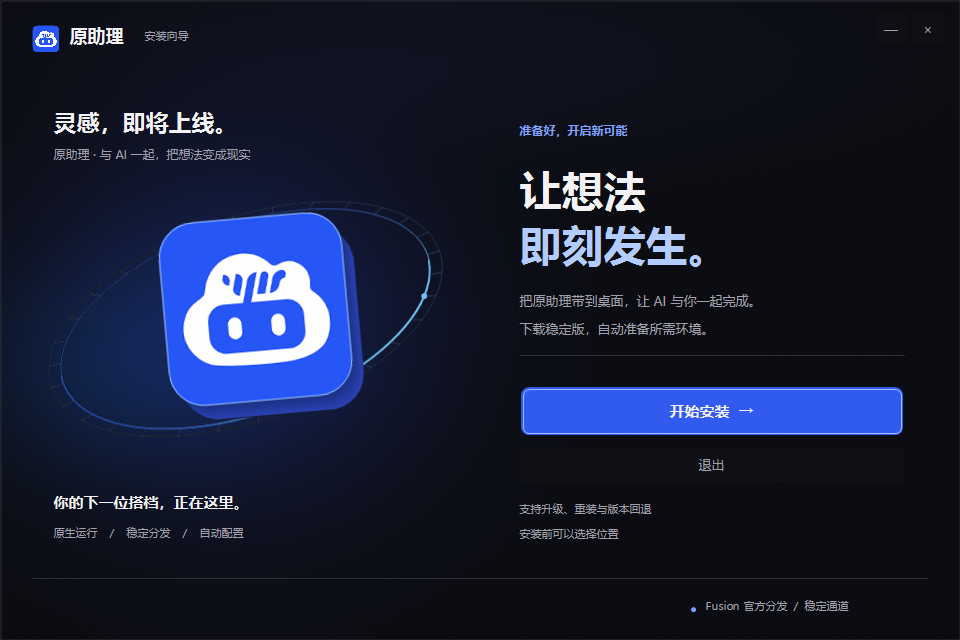 原助理 安装向导
灵感，即将上线。
原助理 · 与 AI 一起，把想法变成现实
你的下一位搭档，正在这里。
原生运行 / 稳定分发 / 自动配置
准备好，开启新可能
让想法
即刻发生。
把原助理带到桌面，让 AI 与你一起完成。
下载稳定版，自动准备所需环境。
开始安装 →
退出
支持升级、重装与版本回退
安装前可以选择位置
Fusion 官方分发 / 稳定通道